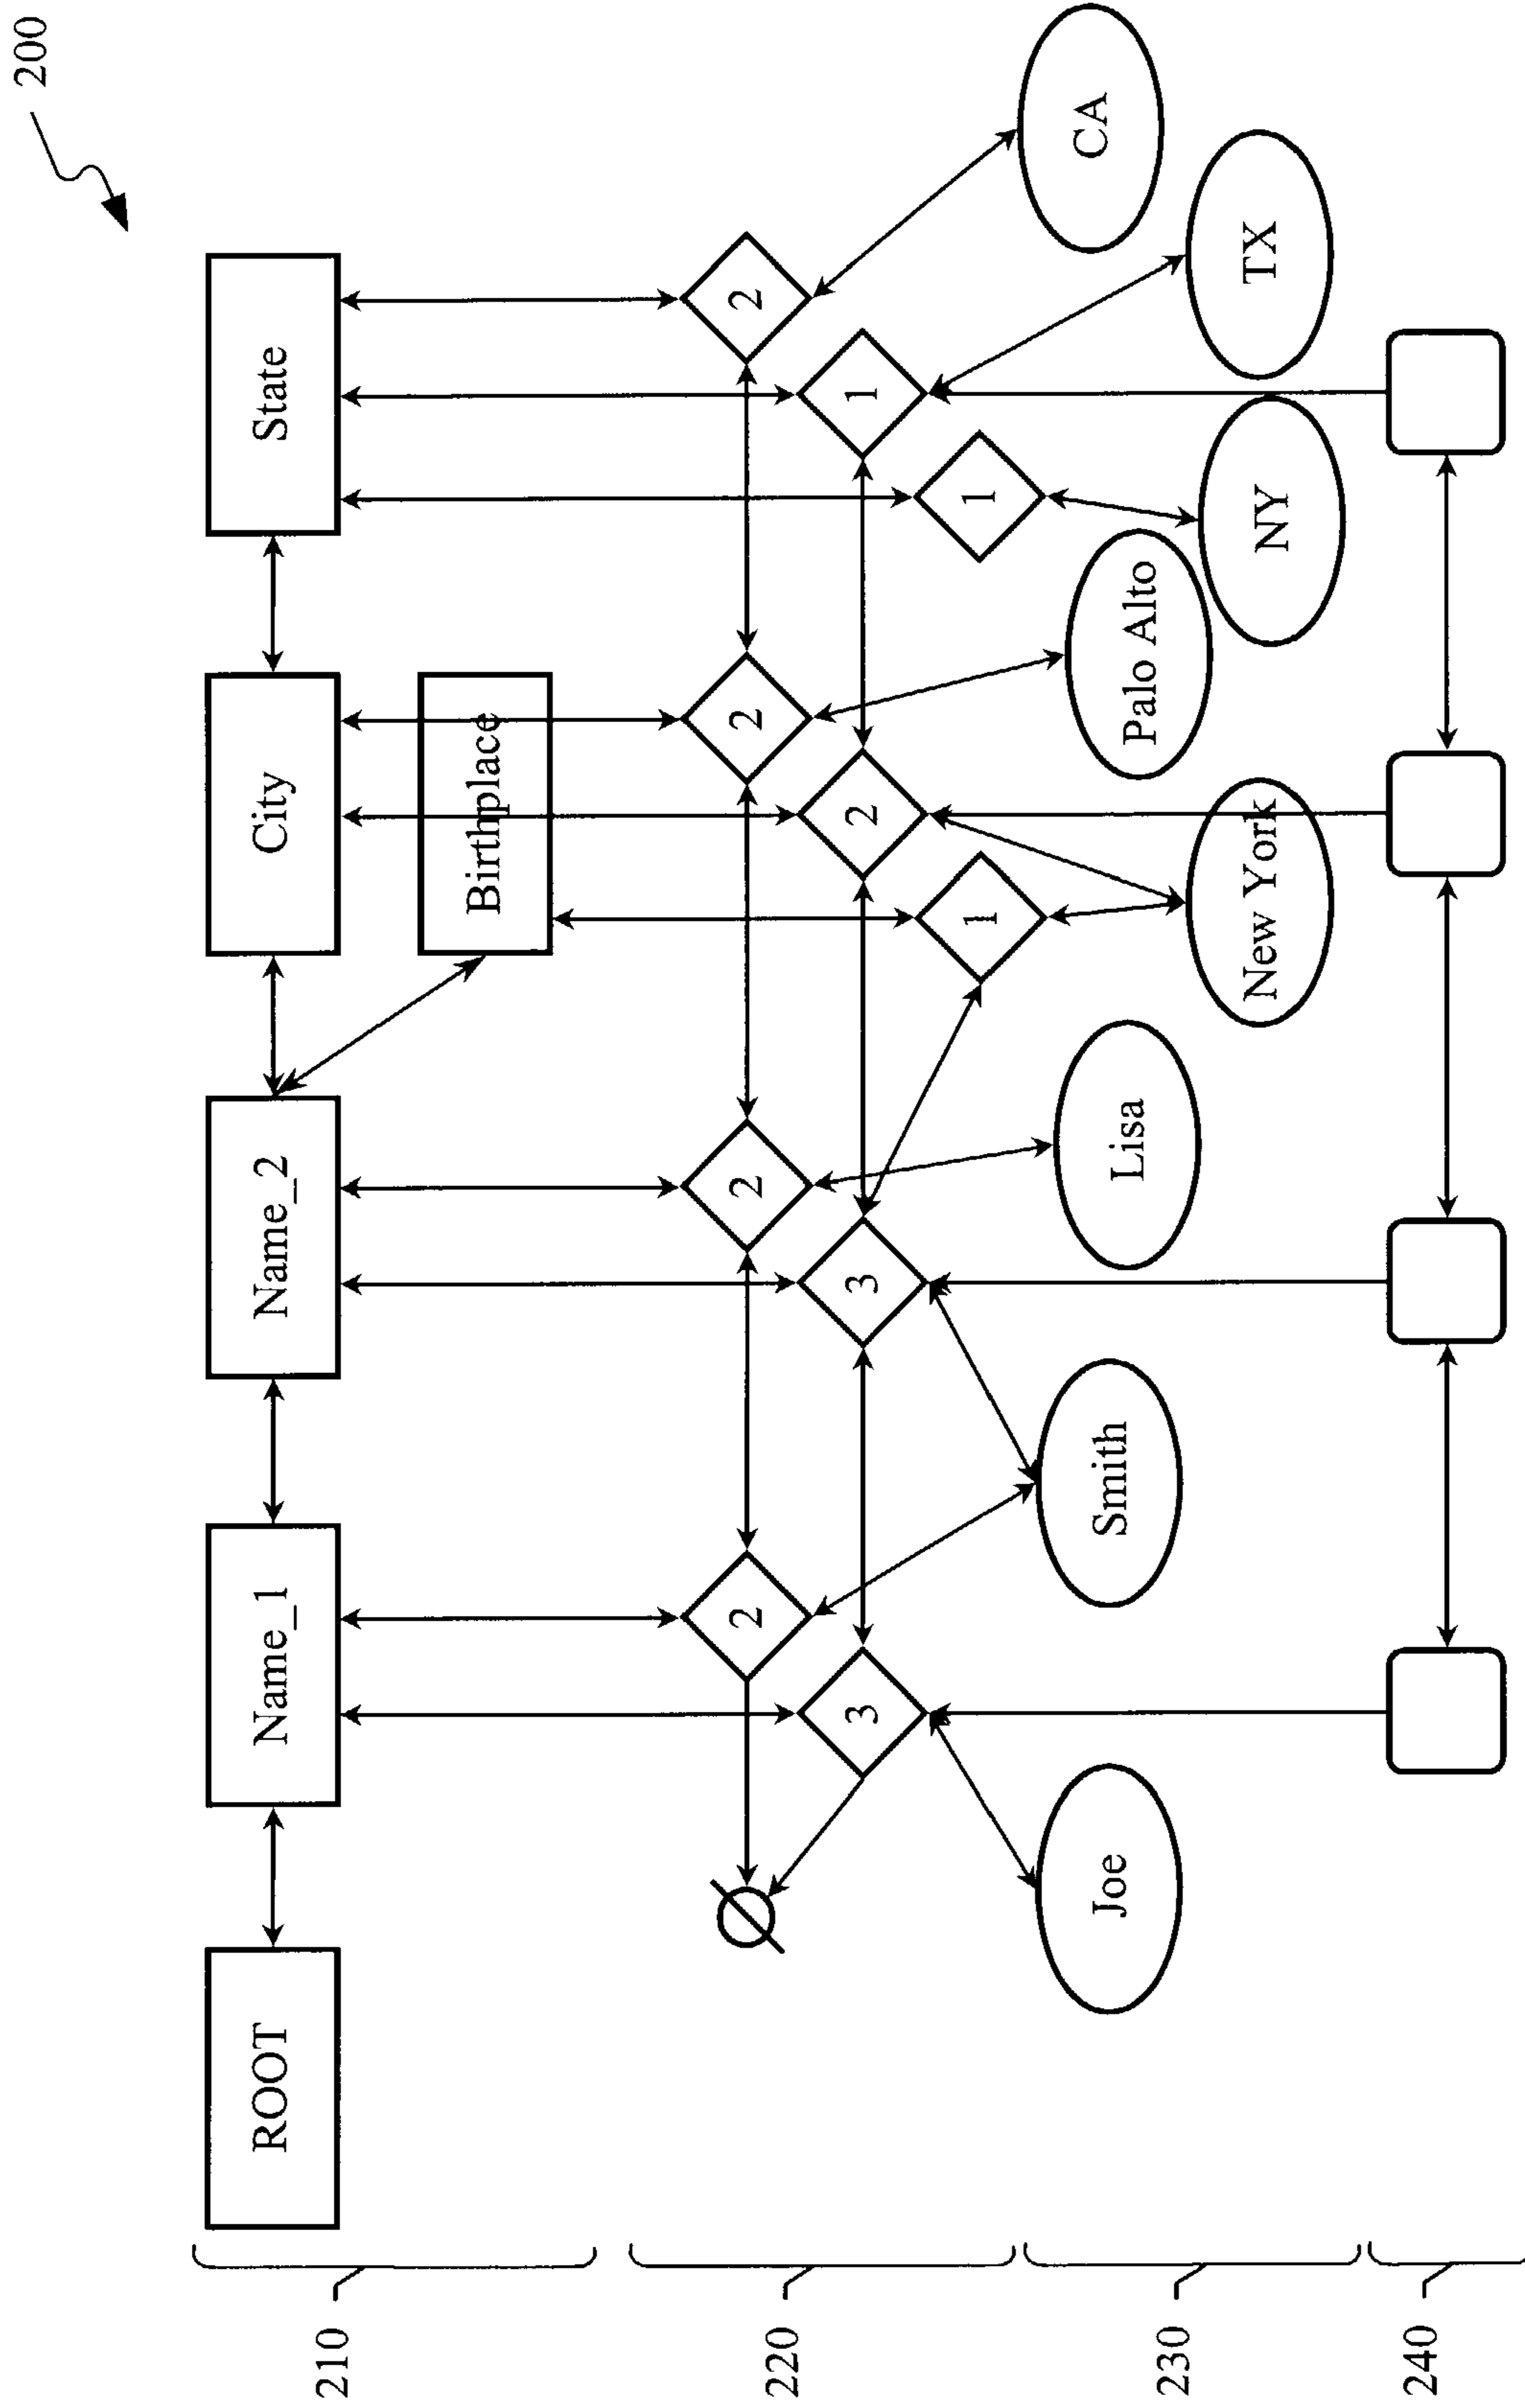 200
210
ROOT
Name_1
Name_2
City
State
Birthplace
220
2
2
2
2
3
3
2
1
1
1
230
Joe
Smith
Lisa
New York
Palo Alto
NY
TX
CA
240